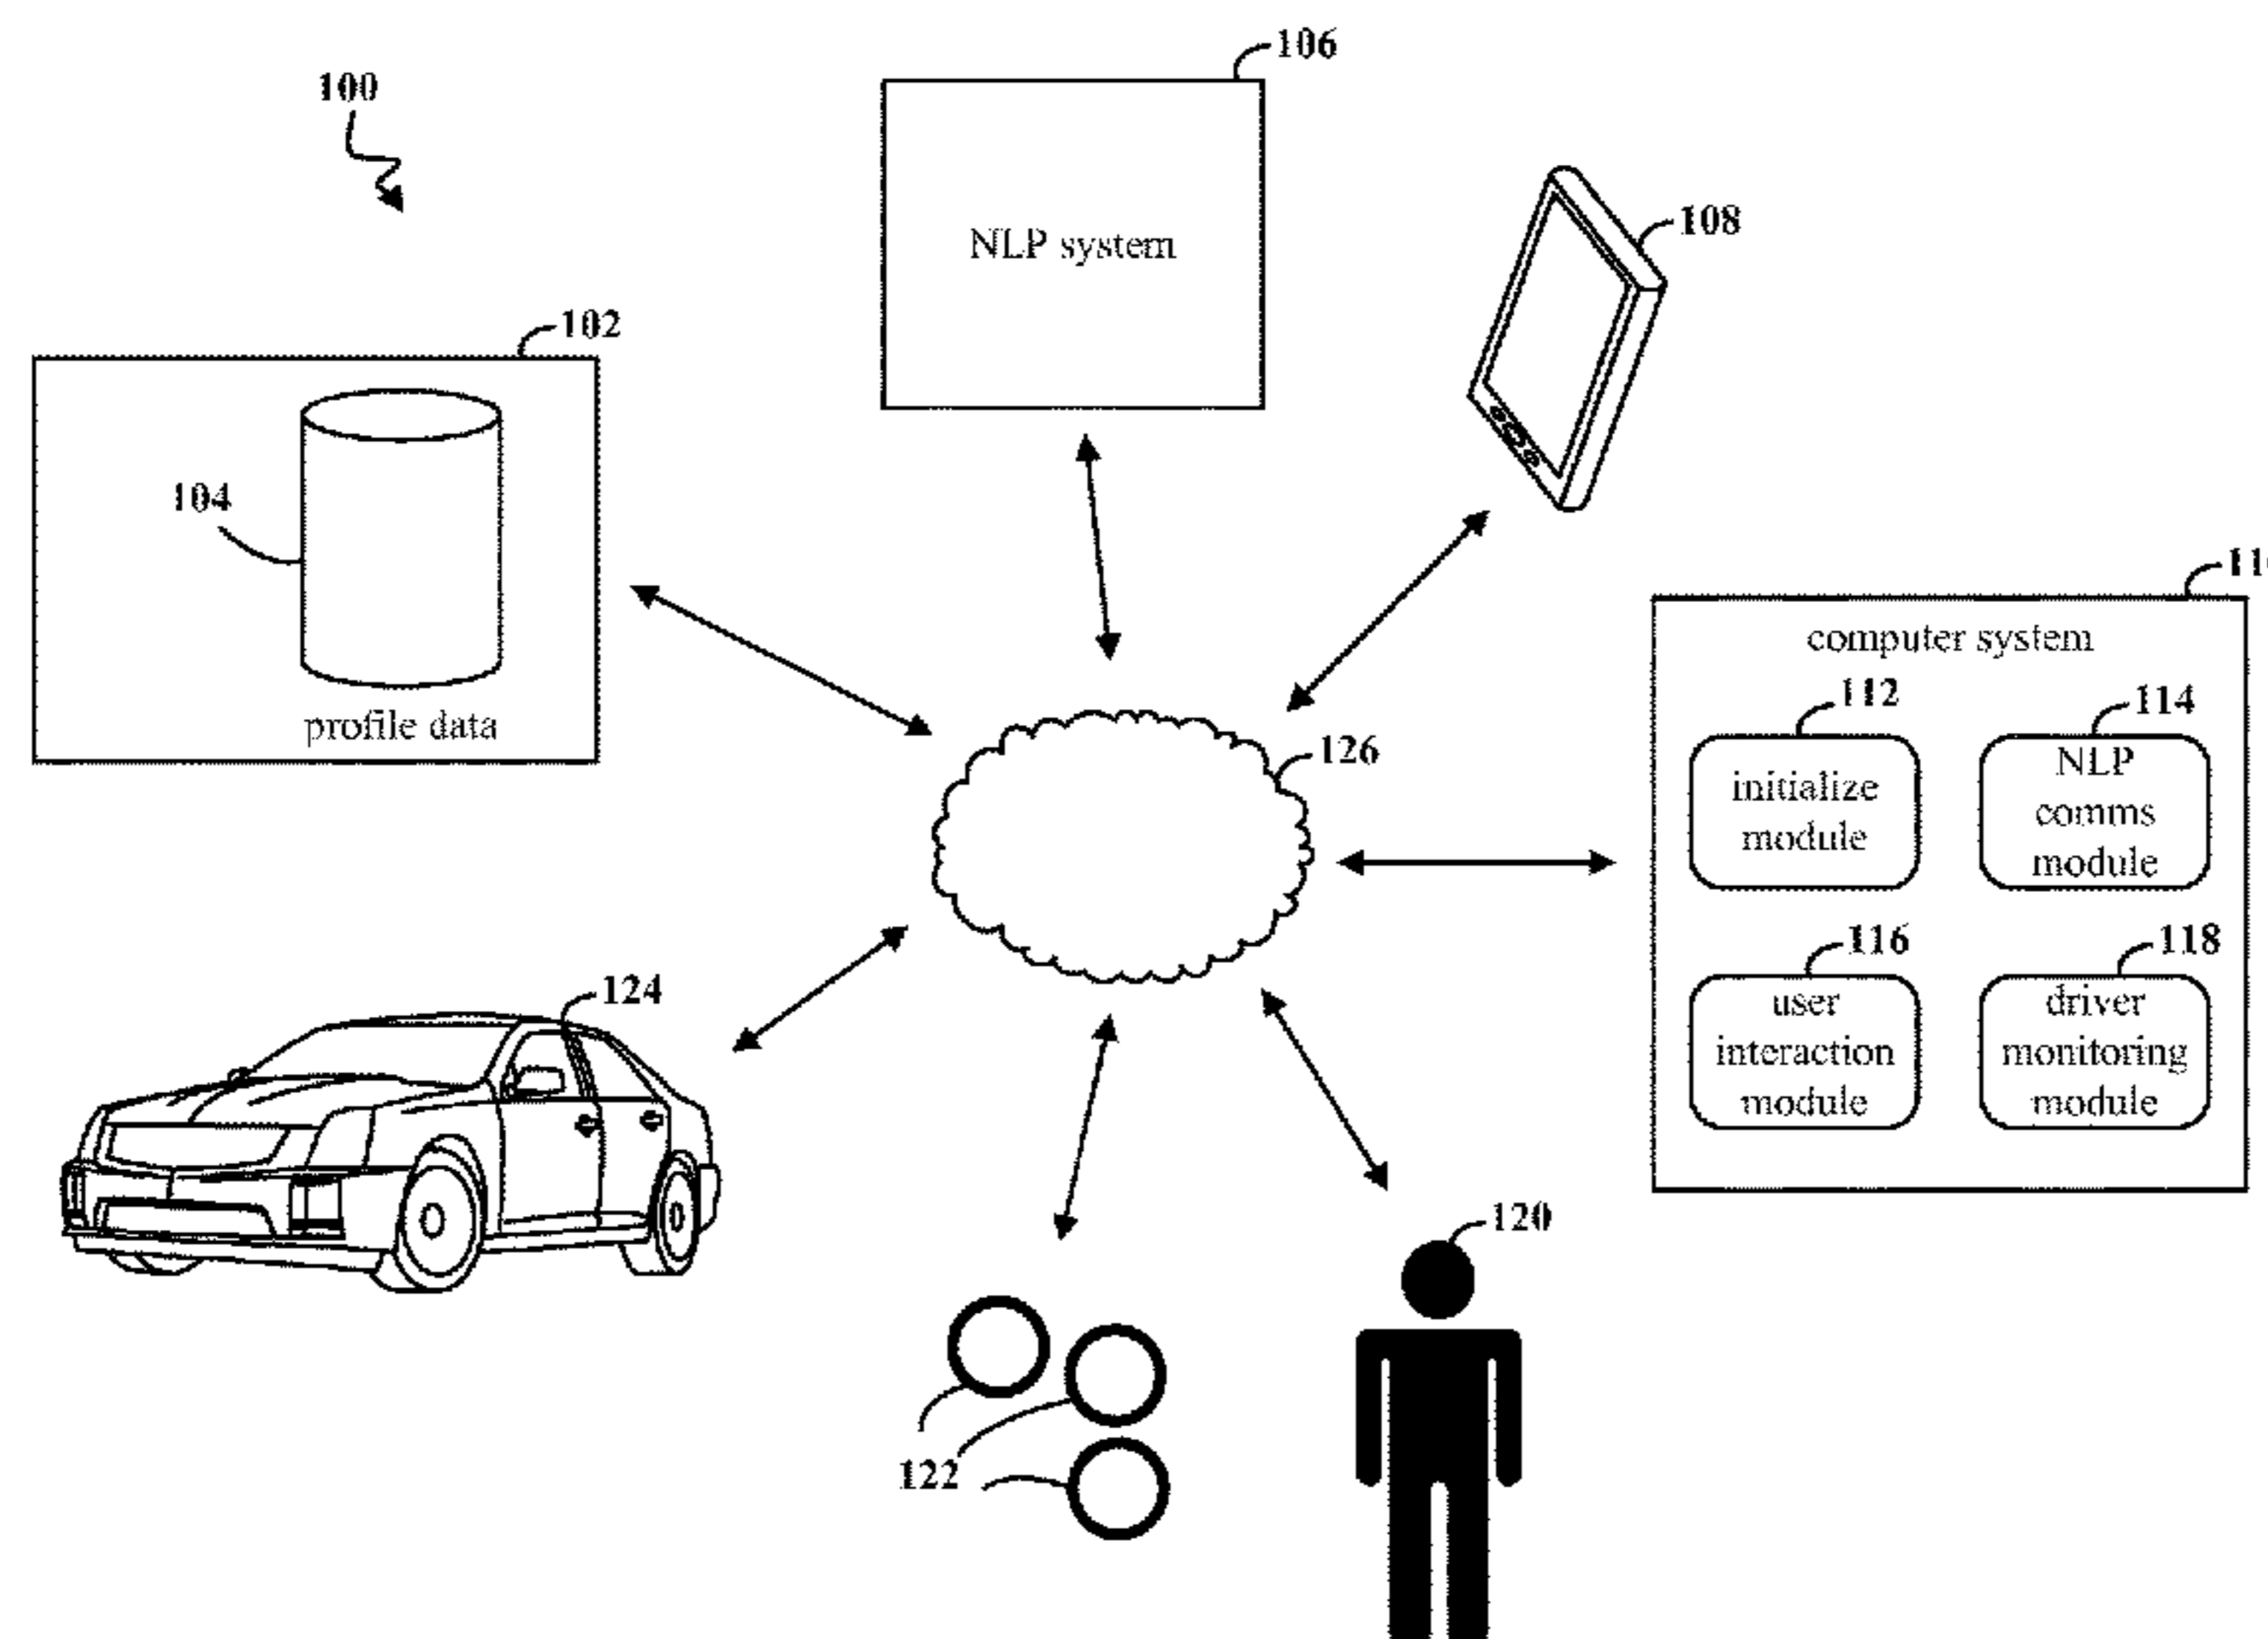 106
100
NLP system
108
102
104
profile data
computer system
112
114
initialize
module
NLP
comms
module
126
116
118
user
interaction
module
driver
monitoring
module
124
120
122